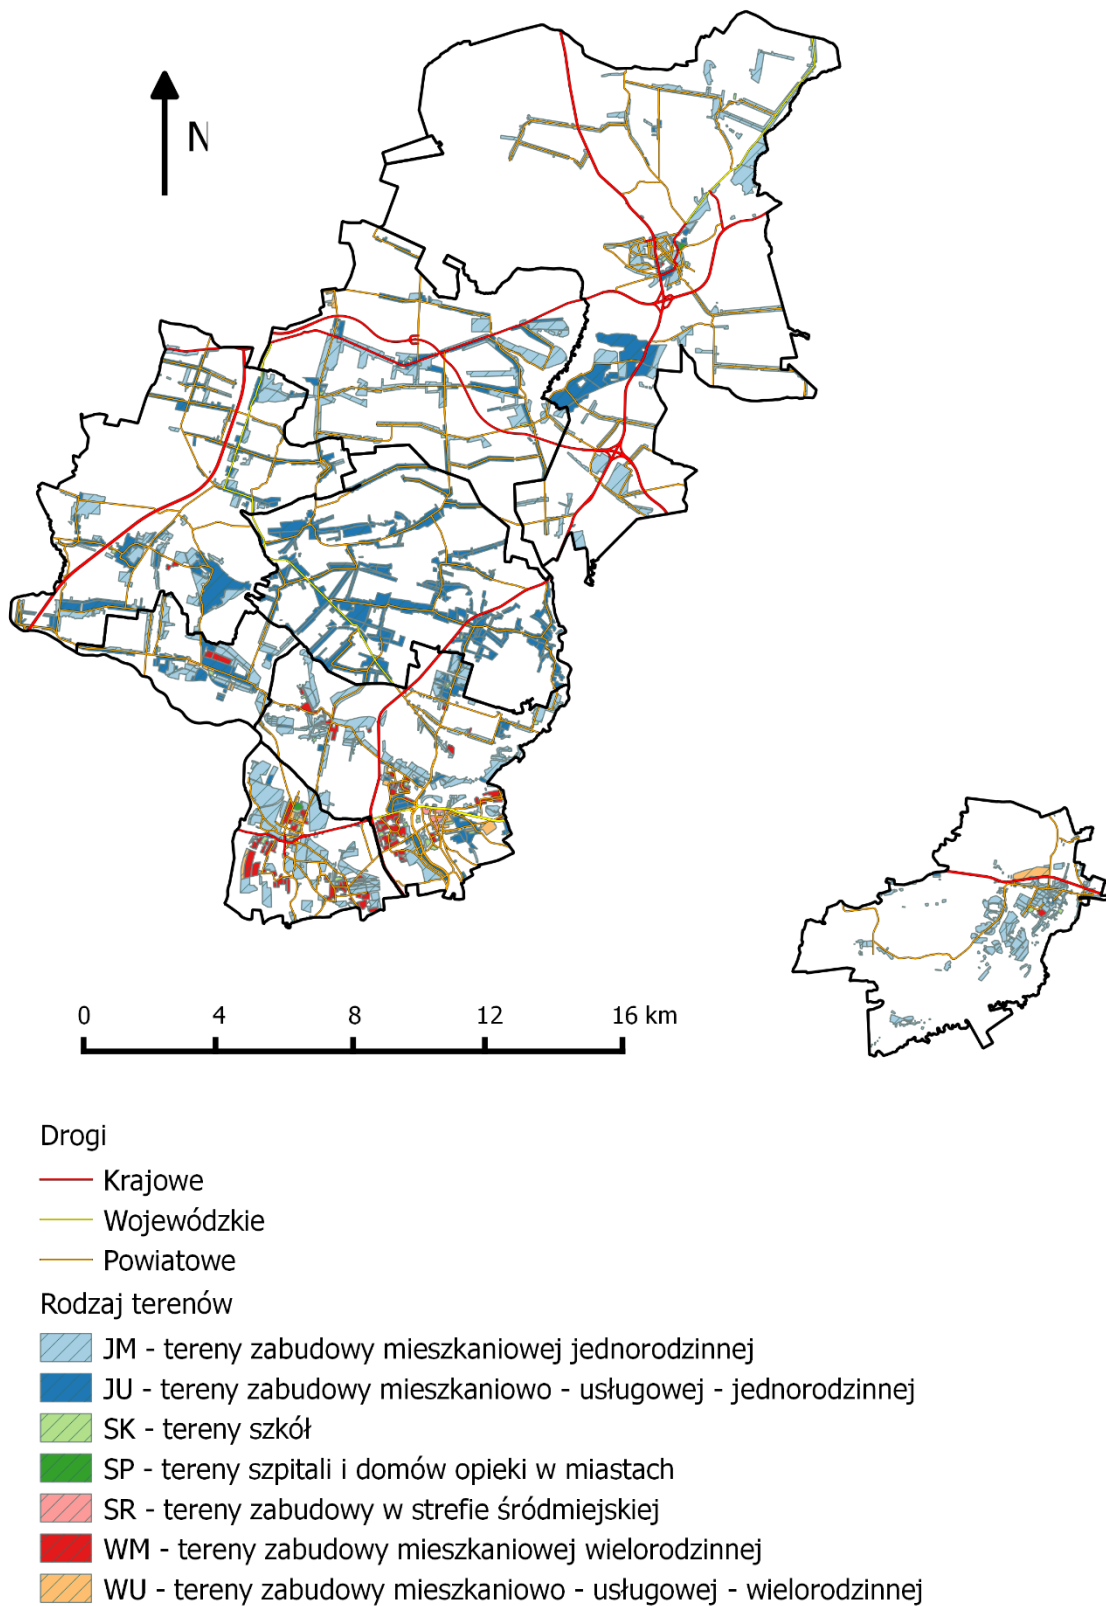 N
0 4 8 12 16 km
Drogi
Krajowe
Wojewódzkie
Powiatowe
Rodzaj terenów
JM - tereny zabudowy mieszkaniowej jednorodzinnej
JU - tereny zabudowy mieszkaniowo - usługowej - jednorodzinnej
SK - tereny szkół
SP - tereny szpitali i domów opieki w miastach
SR - tereny zabudowy w strefie śródmiejskiej
WM - tereny zabudowy mieszkaniowej wielorodzinnej
WU - tereny zabudowy mieszkaniowo - usługowej - wielorodzinnej